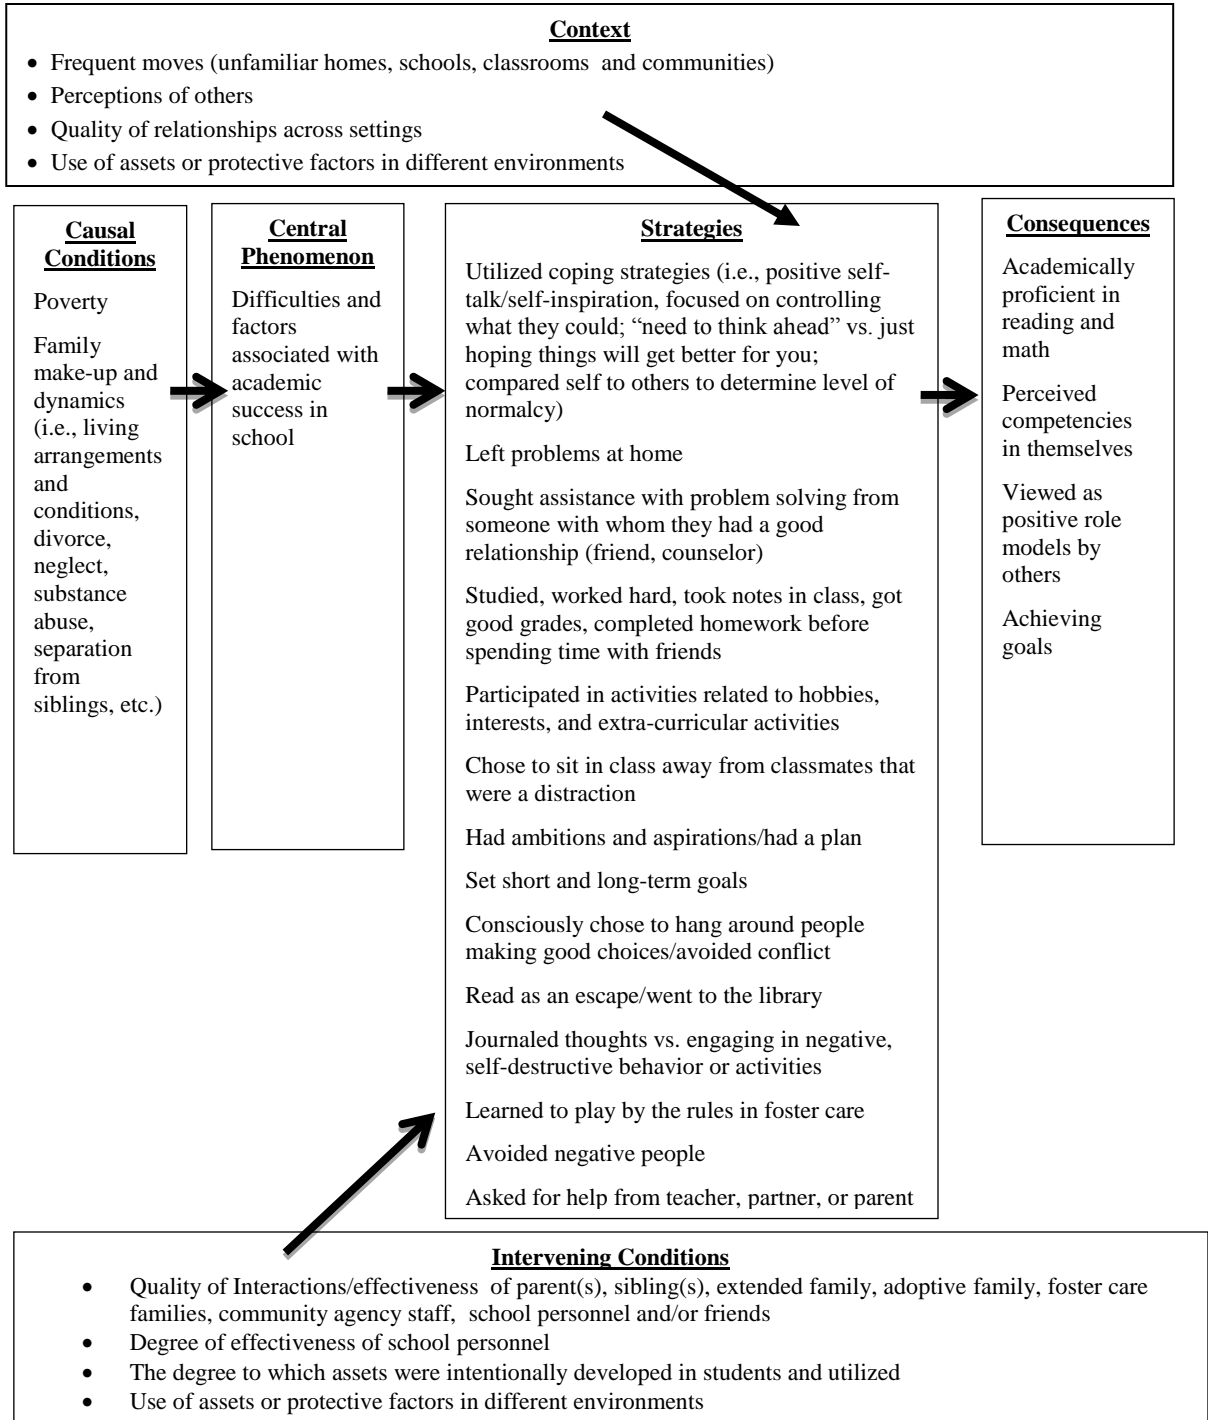 Context
• Frequent moves (unfamiliar homes, schools, classrooms and communities)
• Perceptions of others
• Quality of relationships across settings
• Use of assets or protective factors in different environments
Causal
Conditions
Poverty
Family
make-up and
dynamics
(i.e., living
arrangements
and
conditions,
divorce,
neglect,
substance
abuse,
separation
from
siblings, etc.)
Central
Phenomenon
Difficulties and
factors
associated with
academic
success in
school
Strategies
Utilized coping strategies (i.e., positive self-
talk/self-inspiration, focused on controlling
what they could; “need to think ahead” vs. just
hoping things will get better for you;
compared self to others to determine level of
normalcy)
Left problems at home
Sought assistance with problem solving from
someone with whom they had a good
relationship (friend, counselor)
Studied, worked hard, took notes in class, got
good grades, completed homework before
spending time with friends
Participated in activities related to hobbies,
interests, and extra-curricular activities
Chose to sit in class away from classmates that
were a distraction
Had ambitions and aspirations/had a plan
Set short and long-term goals
Consciously chose to hang around people
making good choices/avoided conflict
Read as an escape/went to the library
Journaled thoughts vs. engaging in negative,
self-destructive behavior or activities
Learned to play by the rules in foster care
Avoided negative people
Asked for help from teacher, partner, or parent
Consequences
Academically
proficient in
reading and
math
Perceived
competencies
in themselves
Viewed as
positive role
models by
others
Achieving
goals
Intervening Conditions
• Quality of Interactions/effectiveness of parent(s), sibling(s), extended family, adoptive family, foster care
families, community agency staff, school personnel and/or friends
• Degree of effectiveness of school personnel
• The degree to which assets were intentionally developed in students and utilized
• Use of assets or protective factors in different environments